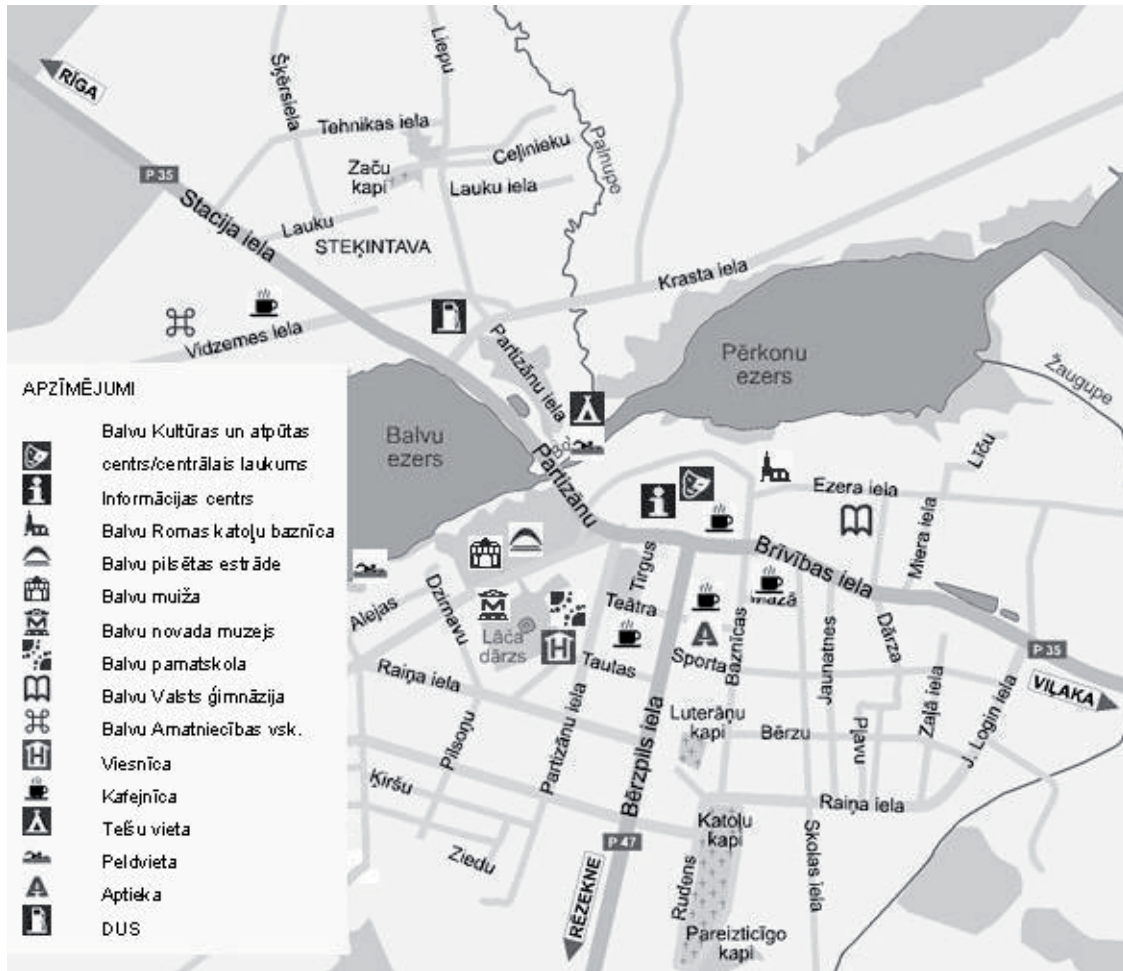 RĪGA
Šķērsiela
Liepu
Tehnikas iela
Ceļinieku
Začu
kapi
Lauku iela
Paļnupe
P 35
Stacija iela
Lauku
STEĶINTAVA
Krasta iela
Vidzemes iela
Partizānu iela
Pērkonu
ezers
Žaugupe
Balvu
ezers
Partizānu
Līču
Ezera iela
Miera iela
Brīvības iela
Tirgus
Teātra
Mazā
Alejas
Dzirnavu
Lāča
dārzs
Tautas
Sporta
Baznīcas
Jaunatnes
Dārza
P 35
VIĻAKA
Raiņa iela
Pilsoņu
Partizānu iela
Bērzpils iela
Luterāņu
kapi
Bērzu
Pļavu
Zaļā iela
J. Login iela
Ķiršu
Ziedu
Raiņa iela
Katoļu
kapi
P 47
RĒZEKNE
Rudens
Skolas iela
Pareizticīgo
kapi
APZĪMĒJUMI
Balvu Kultūras un atpūtas
centrs/centrālais laukums
Informācijas centrs
Balvu Romas katoļu baznīca
Balvu pilsētas estrāde
Balvu muiža
Balvu novada muzejs
Balvu pamatskola
Balvu Valsts ģimnāzija
Balvu Amatniecības vsk.
Viesnīca
Kafejnīca
Telšu vieta
Peldvieta
Aptieka
DUS